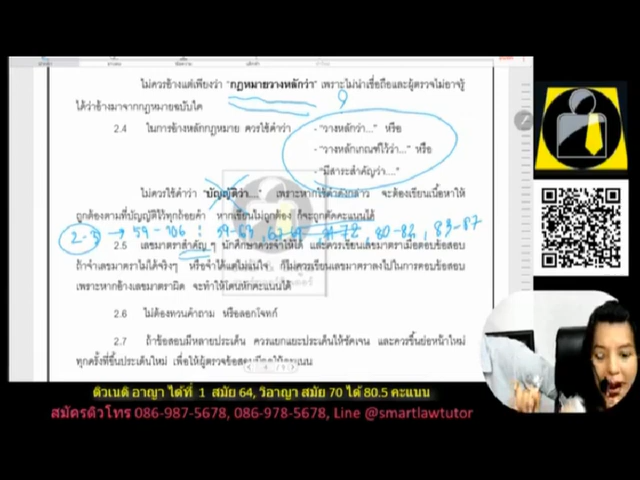 ไม่ควรอ้างแต่เพียงว่า "กฎหมายวางหลักว่า" เพราะไม่น่าเชื่อถือและผู้ตรวจไม่อาจรู้
ได้ว่าอ้างมาจากกฎหมายฉบับใด
2.4 ในการอ้างหลักกฎหมาย ควรใช้คำว่า - "วางหลักว่า..." หรือ
- "วางหลักเกณฑ์ไว้ว่า..." หรือ
- "มีสาระสำคัญว่า...."
ไม่ควรใช้คำว่า "บัญญัติว่า..." เพราะหากใช้คำดังกล่าว จะต้องเขียนเนื้อหาให้
ถูกต้องตามที่บัญญัติไว้ทุกถ้อยคำ หากเขียนไม่ถูกต้อง ก็จะถูกตัดคะแนนได้
2-3 → 59-106 : 59-63, 67-69 72, 80-82, 83-87
2.5 เลขมาตราสำคัญ ๆ นักศึกษาควรจำให้ได้ และควรเขียนเลขมาตราเมื่อตอบข้อสอบ
ถ้าจำเลขมาตราไม่ได้จริงๆ หรือจำได้แต่ไม่แน่ใจ ก็ไม่ควรเขียนเลขมาตราลงไปในการตอบข้อสอบ
เพราะหากอ้างเลขมาตราผิด จะทำให้โดนหักคะแนนได้
2.6 ไม่ต้องทวนคำถาม หรือลอกโจทก์
2.7 ถ้าข้อสอบมีหลายประเด็น ควรแยกแยะประเด็นให้ชัดเจน และควรขึ้นย่อหน้าใหม่
ทุกครั้งที่ขึ้นประเด็นใหม่ เพื่อให้ผู้ตรวจข้อสอบ คะแนน
ติวเนติ อาญา ได้ที่ 1 สมัย 64, วิอาญา สมัย 70 ได้ 80.5 คะแนน
สมัครติวโทร 086-987-5678, 086-978-5678, Line @smartlawtutor